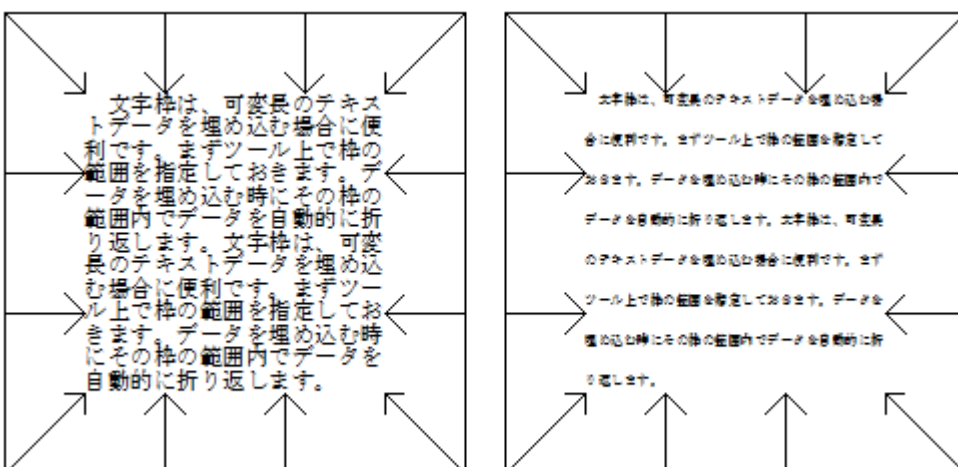 文字枠は、可変長のテキス
トデータを埋め込む場合に便
利です。まずツール上で枠の
範囲を指定しておきます。デ
ータを埋め込む時にその枠の
範囲内でデータを自動的に折
り返します。文字枠は、可変
長のテキストデータを埋め込
む場合に便利です。まずツー
ル上で枠の範囲を指定してお
きます。データを埋め込む時
にその枠の範囲内でデータを
自動的に折り返します。
　文字枠は、可変長のテキストデータを埋め込む場
合に便利です。まずツール上で枠の範囲を指定して
おきます。データを埋め込む時にその枠の範囲内で
データを自動的に折り返します。文字枠は、可変長
のテキストデータを埋め込む場合に便利です。まず
ツール上で枠の範囲を指定しておきます。データを
埋め込む時にその枠の範囲内でデータを自動的に折
り返します。